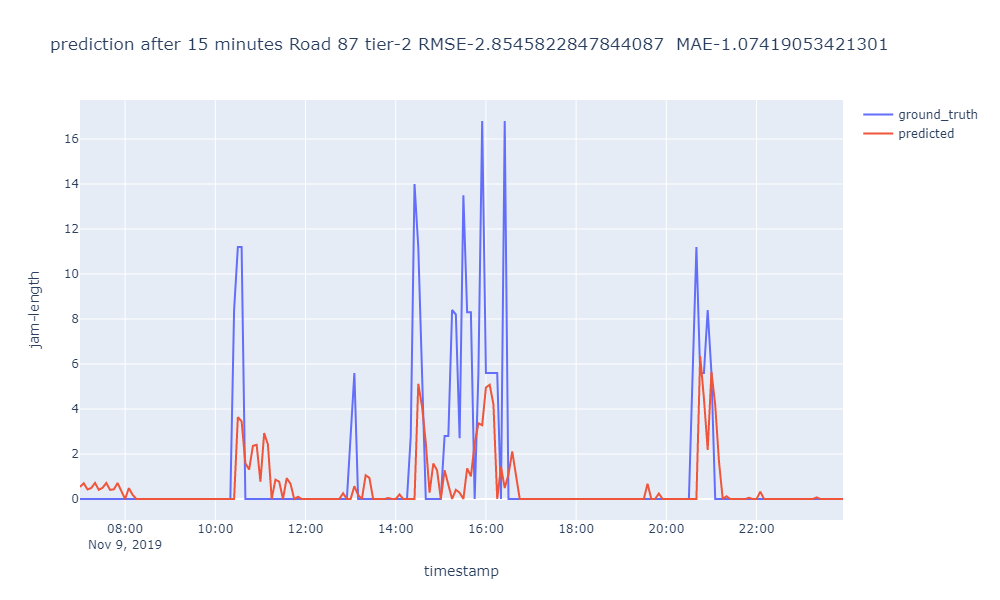 prediction after 15 minutes Road 87 tier-2 RMSE-2.8545822847844087  MAE-1.07419053421301
ground_truth
predicted
jam-length
16
14
12
10
8
6
4
2
0
08:00 10:00 12:00 14:00 16:00 18:00 20:00 22:00
Nov 9, 2019
timestamp